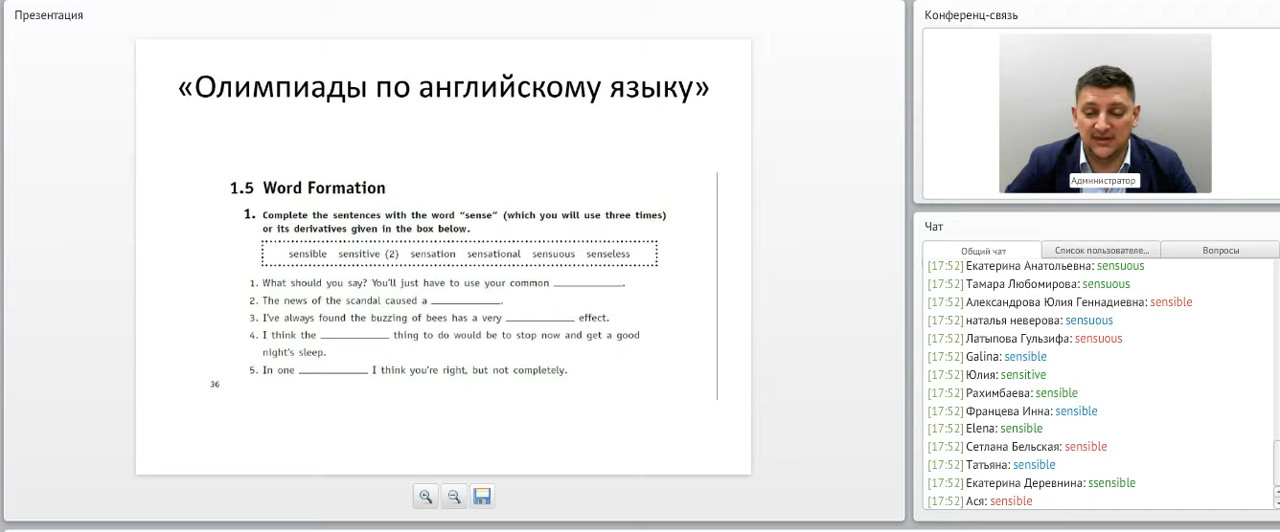 Презентация
«Олимпиады по английскому языку»
1.5 Word Formation
1. Complete the sentences with the word "sense" (which you will use three times)
or its derivatives given in the box below.
sensible sensitive (2) sensation sensational sensuous senseless
1. What should you say? You'll just have to use your common ____________.
2. The news of the scandal caused a ____________.
3. I've always found the buzzing of bees has a very ____________ effect.
4. I think the ____________ thing to do would be to stop now and get a good
night's sleep.
5. In one ____________ I think you're right, but not completely.
36
Конференц-связь
Администратор
Чат
Общий чат
Список пользователе...
Вопросы
[17:52] Екатерина Анатольевна: sensuous
[17:52] Тамара Любомирова: sensuous
[17:52] Александрова Юлия Геннадиевна: sensible
[17:52] наталья неверова: sensuous
[17:52] Латыпова Гульзифа: sensuous
[17:52] Galina: sensible
[17:52] Юлия: sensitive
[17:52] Рахимбаева: sensible
[17:52] Францева Инна: sensible
[17:52] Elena: sensible
[17:52] Сетлана Бельская: sensible
[17:52] Татьяна: sensible
[17:52] Екатерина Деревнина: ssensible
[17:52] Ася: sensible